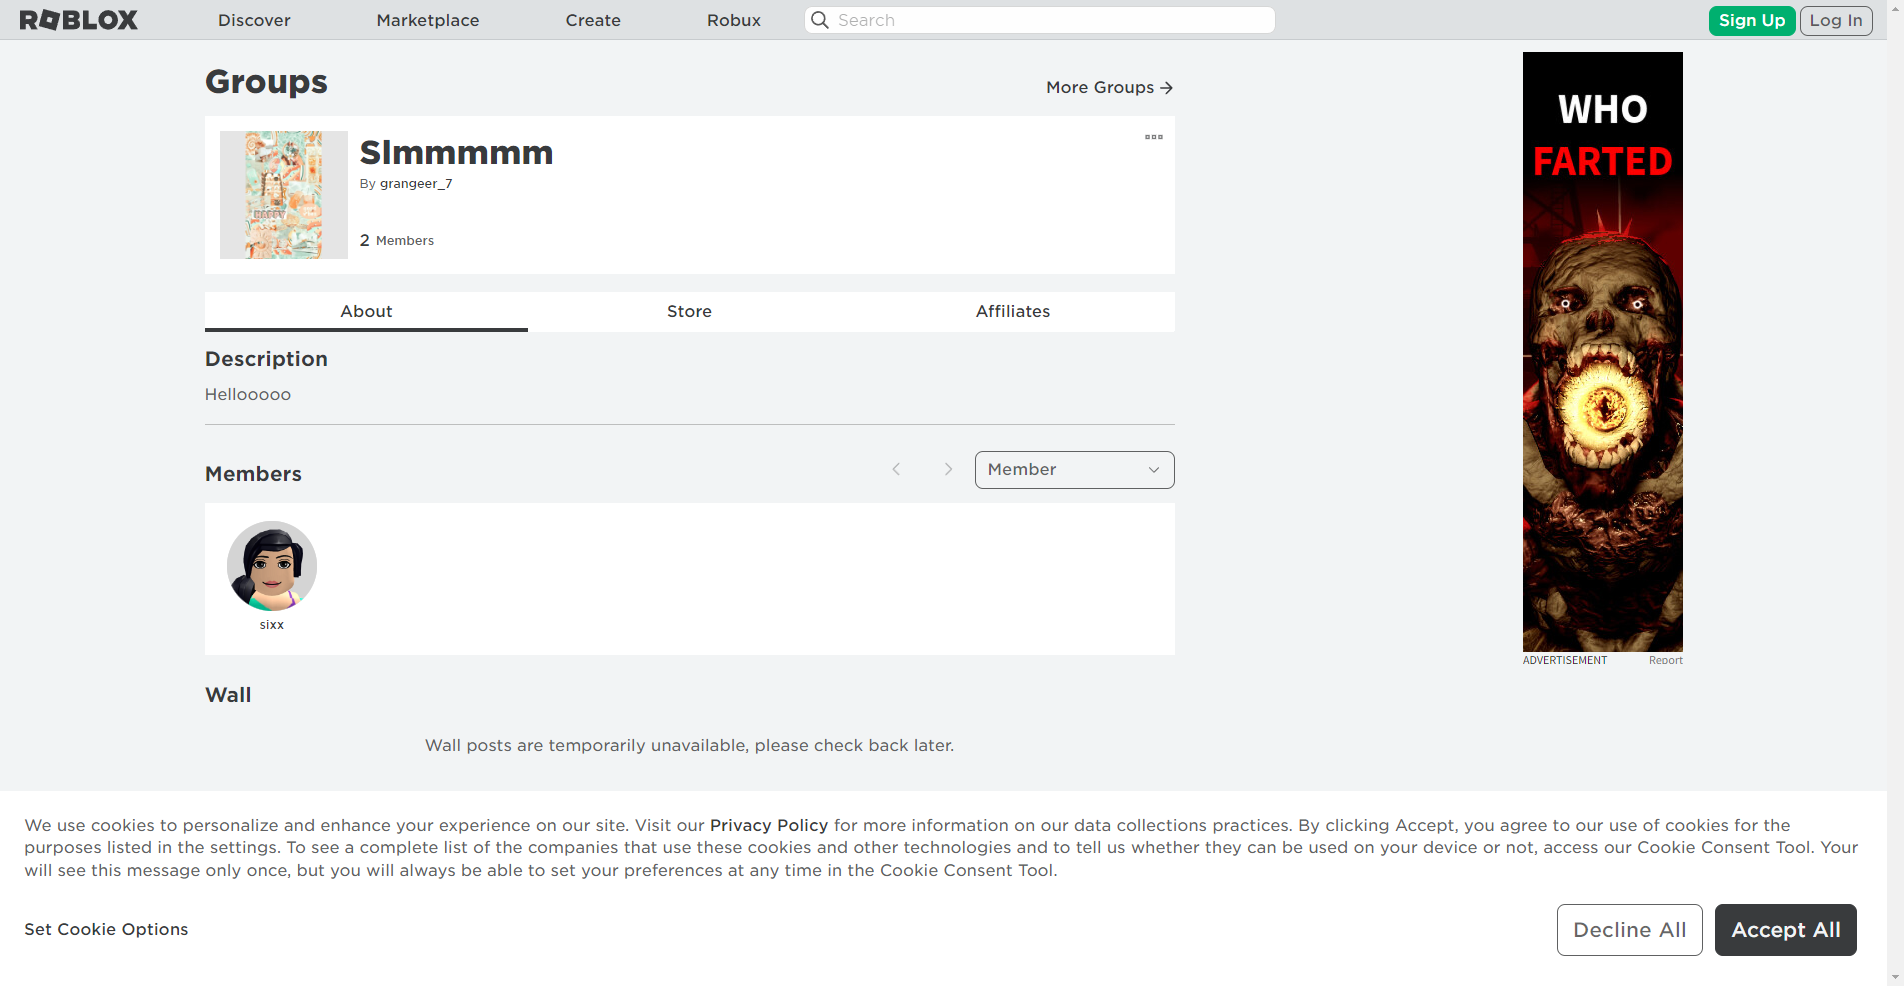 ROBLOX
Discover
Marketplace
Create
Robux
Search
Sign Up
Log In
Groups
More Groups
HAPPY
Slmmmmm
By grangeer_7
2 Members
About
Store
Affiliates
Description
Hellooooo
Members
Member
sixx
Wall
Wall posts are temporarily unavailable, please check back later.
WHO
FARTED
ADVERTISEMENT
Report
We use cookies to personalize and enhance your experience on our site. Visit our Privacy Policy for more information on our data collections practices. By clicking Accept, you agree to our use of cookies for the
purposes listed in the settings. To see a complete list of the companies that use these cookies and other technologies and to tell us whether they can be used on your device or not, access our Cookie Consent Tool. Your
will see this message only once, but you will always be able to set your preferences at any time in the Cookie Consent Tool.
Set Cookie Options
Decline All
Accept All